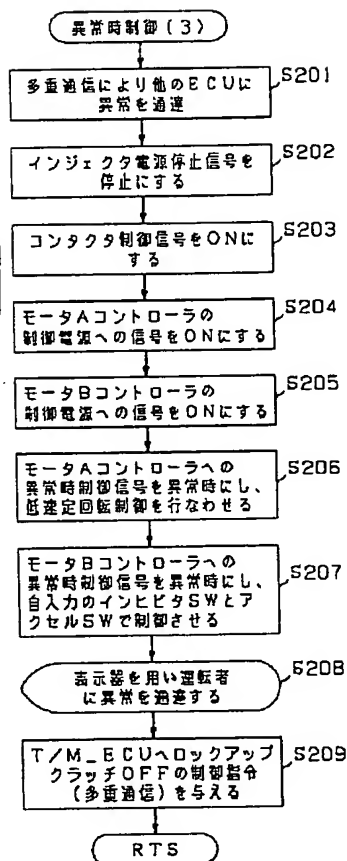 異常時制御(3)
S201
多重通信により他のECUに
異常を通達
S202
インジェクタ電源停止信号を
停止にする
S203
コンタクタ制御信号をONに
する
S204
モータAコントローラの
制御電源への信号をONにする
S205
モータBコントローラの
制御電源への信号をONにする
S206
モータAコントローラへの
異常時制御信号を異常時にし、
低速定回転制御を行なわせる
S207
モータBコントローラへの
異常時制御信号を異常時にし、
自入力のインヒビタSWとア
クセルSWで制御させる
S208
表示器を用い運転者
に異常を通達する
S209
T/M_ECUへロックアップ
クラッチOFFの制御指令
(多重通信)を与える
RTS